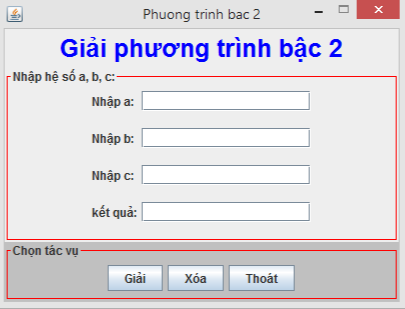 Phuong trinh bac 2
Giải phương trình bậc 2
Nhập hệ số a, b, c:
Nhập a:
Nhập b:
Nhập c:
kết quả:
Chọn tác vụ
Giải Xóa Thoát